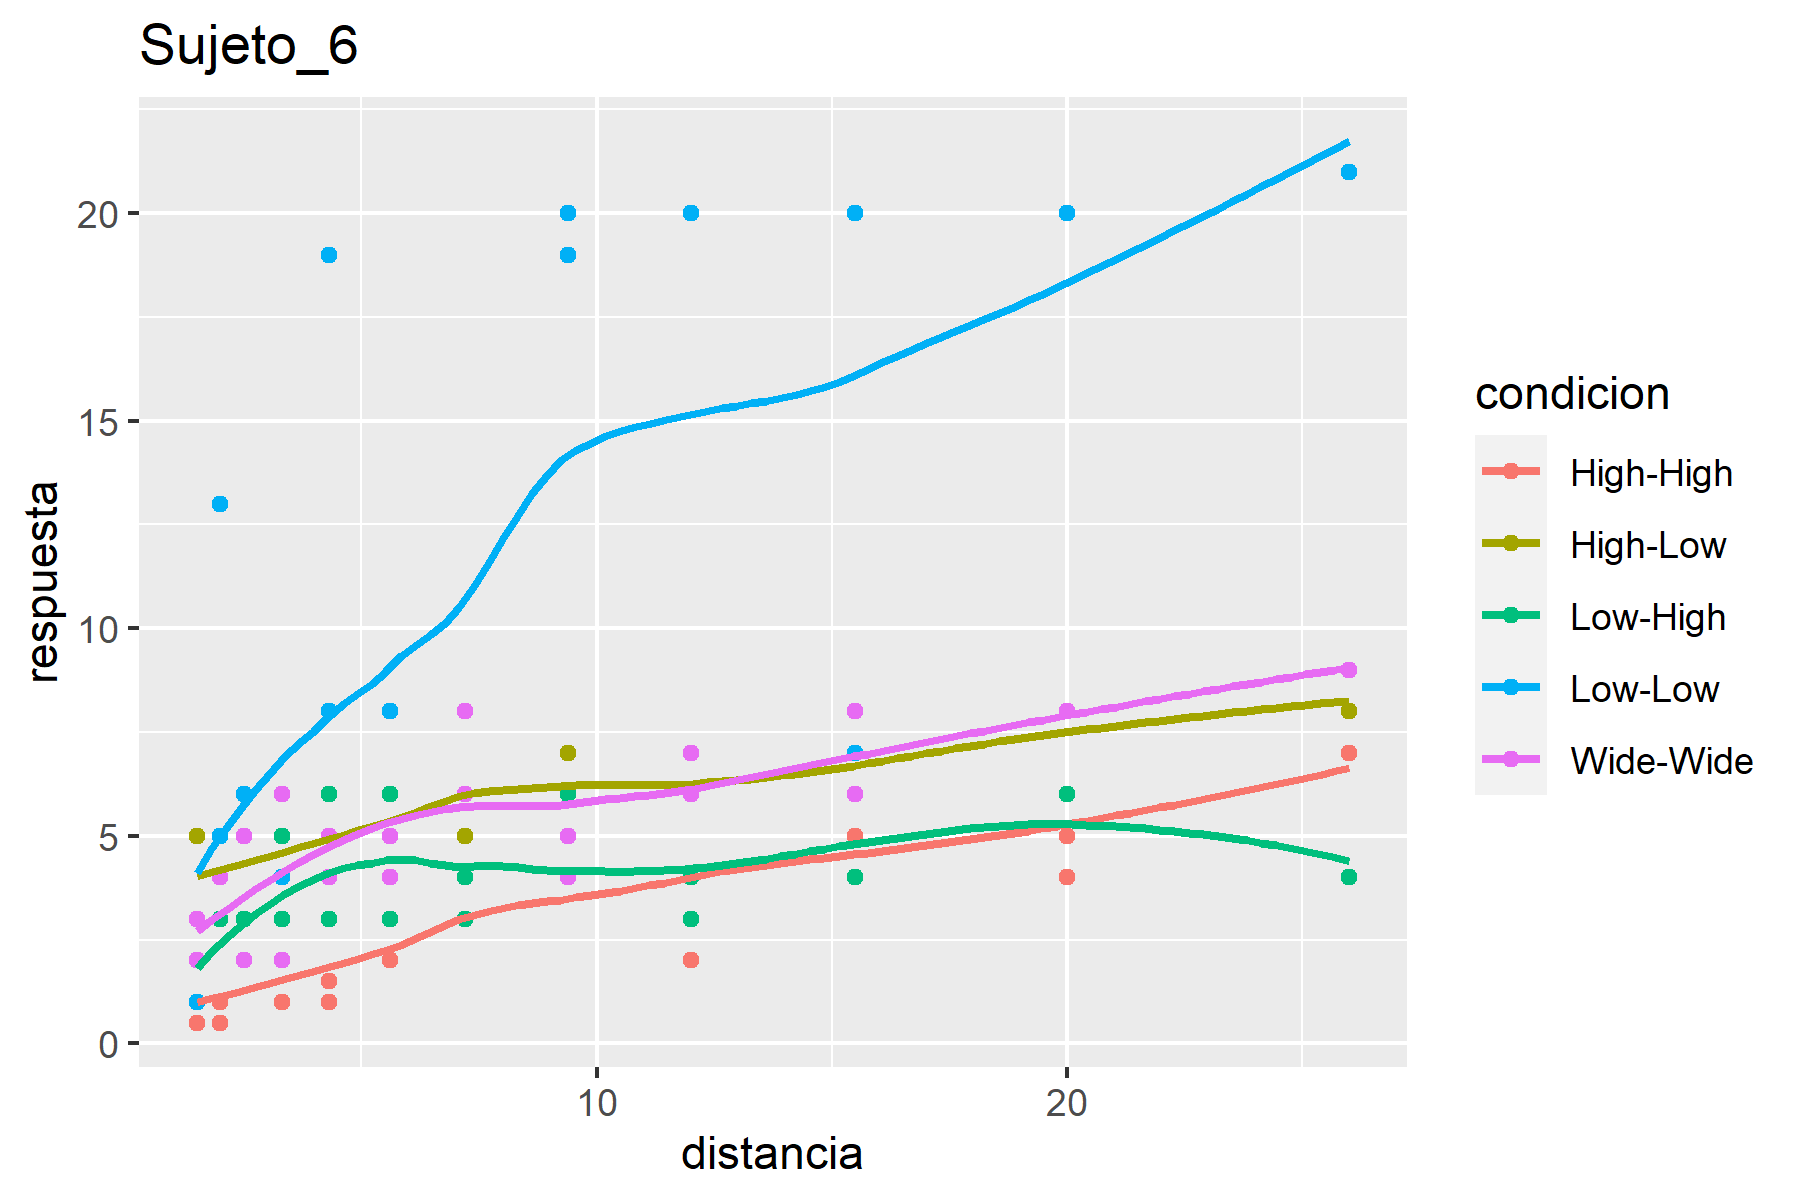 Sujeto_6
respuesta
20
15
10
5
0
10 20
distancia
condicion
High-High
High-Low
Low-High
Low-Low
Wide-Wide